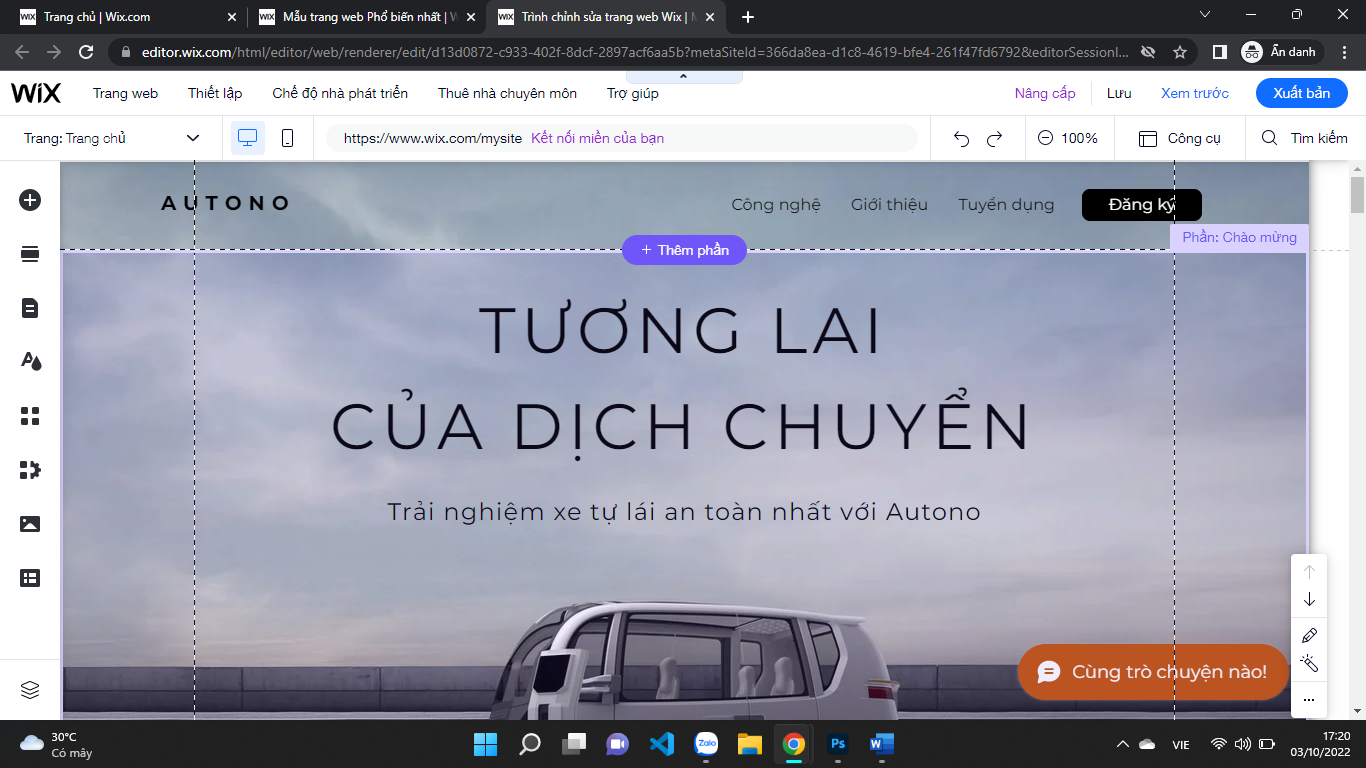 Trang chủ | Wix.com
Mẫu trang web Phổ biến nhất | W
Trình chỉnh sửa trang web Wix | M
editor.wix.com/html/editor/web/renderer/edit/d13d0872-c933-402f-8dcf-2897acf6aa5b?metaSiteId=366da8ea-d1c8-4619-bfe4-261f47fd6792&editorSessionI...
Ẩn danh
WiX
Trang web
Thiết lập
Chế độ nhà phát triển
Thuê nhà chuyên môn
Trợ giúp
Nâng cấp
Lưu
Xem trước
Xuất bản
Trang: Trang chủ
https://www.wix.com/mysite Kết nối miền của bạn
100%
Công cụ
Tìm kiếm
AUTONO
Công nghệ
Giới thiệu
Tuyển dụng
Đăng ký
Phần: Chào mừng
+ Thêm phần
TƯƠNG LAI
CỦA DỊCH CHUYỂN
Trải nghiệm xe tự lái an toàn nhất với Autono
Cùng trò chuyện nào!
30°C
Có mây
Zalo
Ps
W
VIE
17:20
03/10/2022